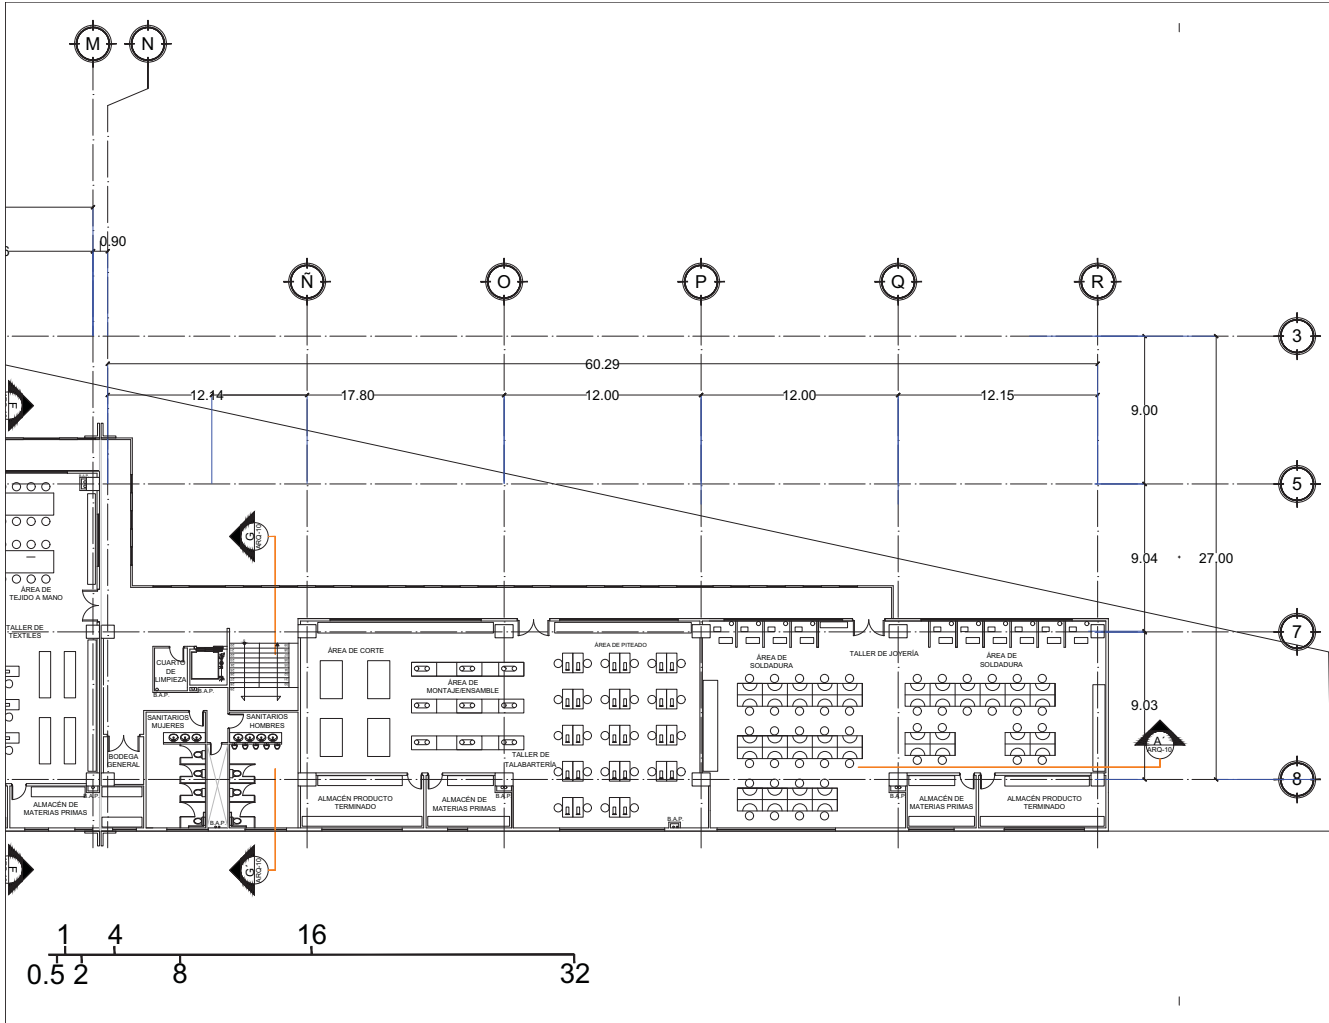 M
N
0.90
Ñ
O
P
Q
R
3
60.29
12.14
17.80
12.00
12.00
12.15
9.00
F
5
G
ARQ-10
9.04
27.00
ÁREA DE
TEJIDO A MANO
TALLER DE
TEXTILES
7
ÁREA DE CORTE
ÁREA DE PITEADO
ÁREA DE
SOLDADURA
TALLER DE JOYERÍA
ÁREA DE
SOLDADURA
CUARTO
DE
LIMPIEZA
B.A.P.
B.A.P.
ÁREA DE
MONTAJE/ENSAMBLE
SANITARIOS
MUJERES
SANITARIOS
HOMBRES
9.03
A´
ARQ-10
BODEGA
GENERAL
TALLER DE
TALABARTERÍA
8
B.A.P.
B.A.P.
B.A.P.
ALMACÉN DE
MATERIAS PRIMAS
ALMACÉN PRODUCTO
TERMINADO
ALMACÉN DE
MATERIAS PRIMAS
ALMACÉN DE
MATERIAS PRIMAS
ALMACÉN PRODUCTO
TERMINADO
B.A.P.
B.A.P.
F´
G´
ARQ-10
1
4
16
0.5
2
8
32